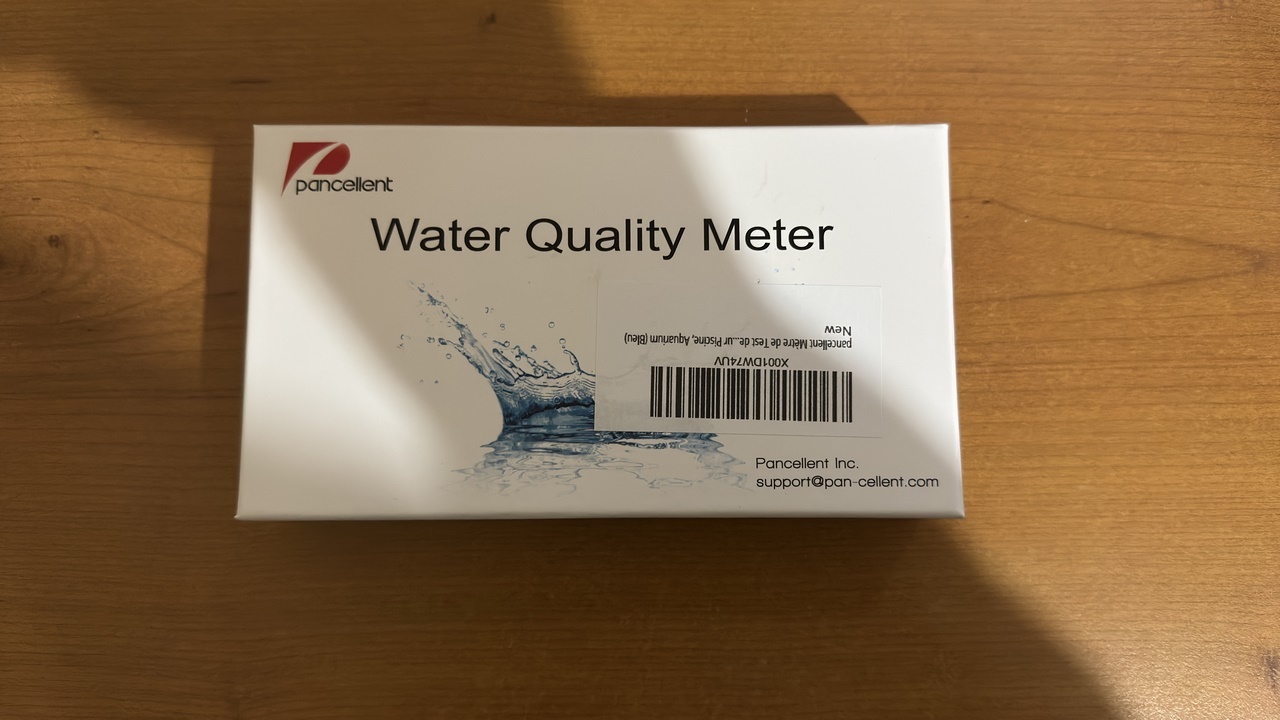 pancellent
Water Quality Meter
X001DW74UV
pancellent Mètre de Test de...ur Piscine, Aquarium (Bleu)
New
Pancellent Inc.
support@pan-cellent.com